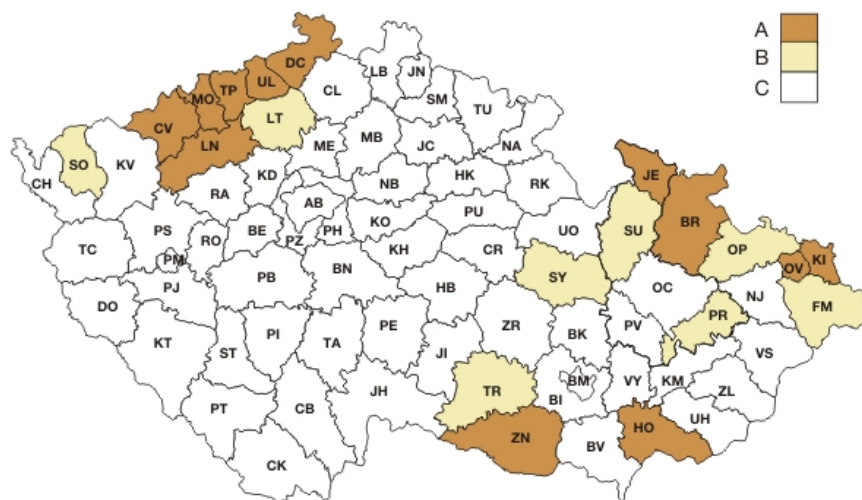 A
B
C
DC
LB
JN
UL
TP
MO
CL
SM
TU
CV
LT
LN
ME
MB
JC
NA
SO
KV
CH
KD
RA
NB
HK
RK
JE
AB
KO
PU
BR
PS
RO
BE
PZ
PH
UO
SU
OP
TC
PM
KH
CR
KI
OV
PJ
PB
BN
HB
SY
OC
NJ
FM
DO
KT
ST
PI
TA
PE
JI
ZR
BK
PV
PR
VS
PT
CB
JH
TR
BI
BM
VY
KM
ZL
UH
CK
ZN
BV
HO